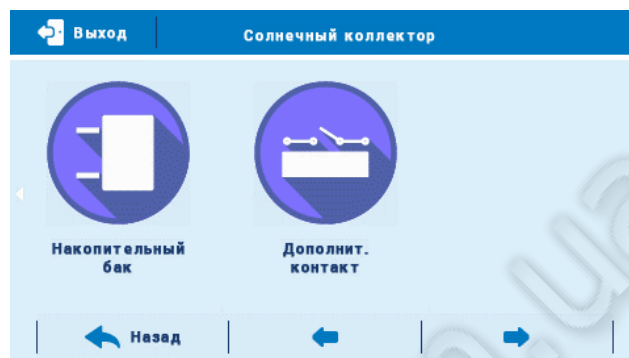 Выход
Солнечный коллектор
Накопительный
бак
Дополнит.
контакт
Назад